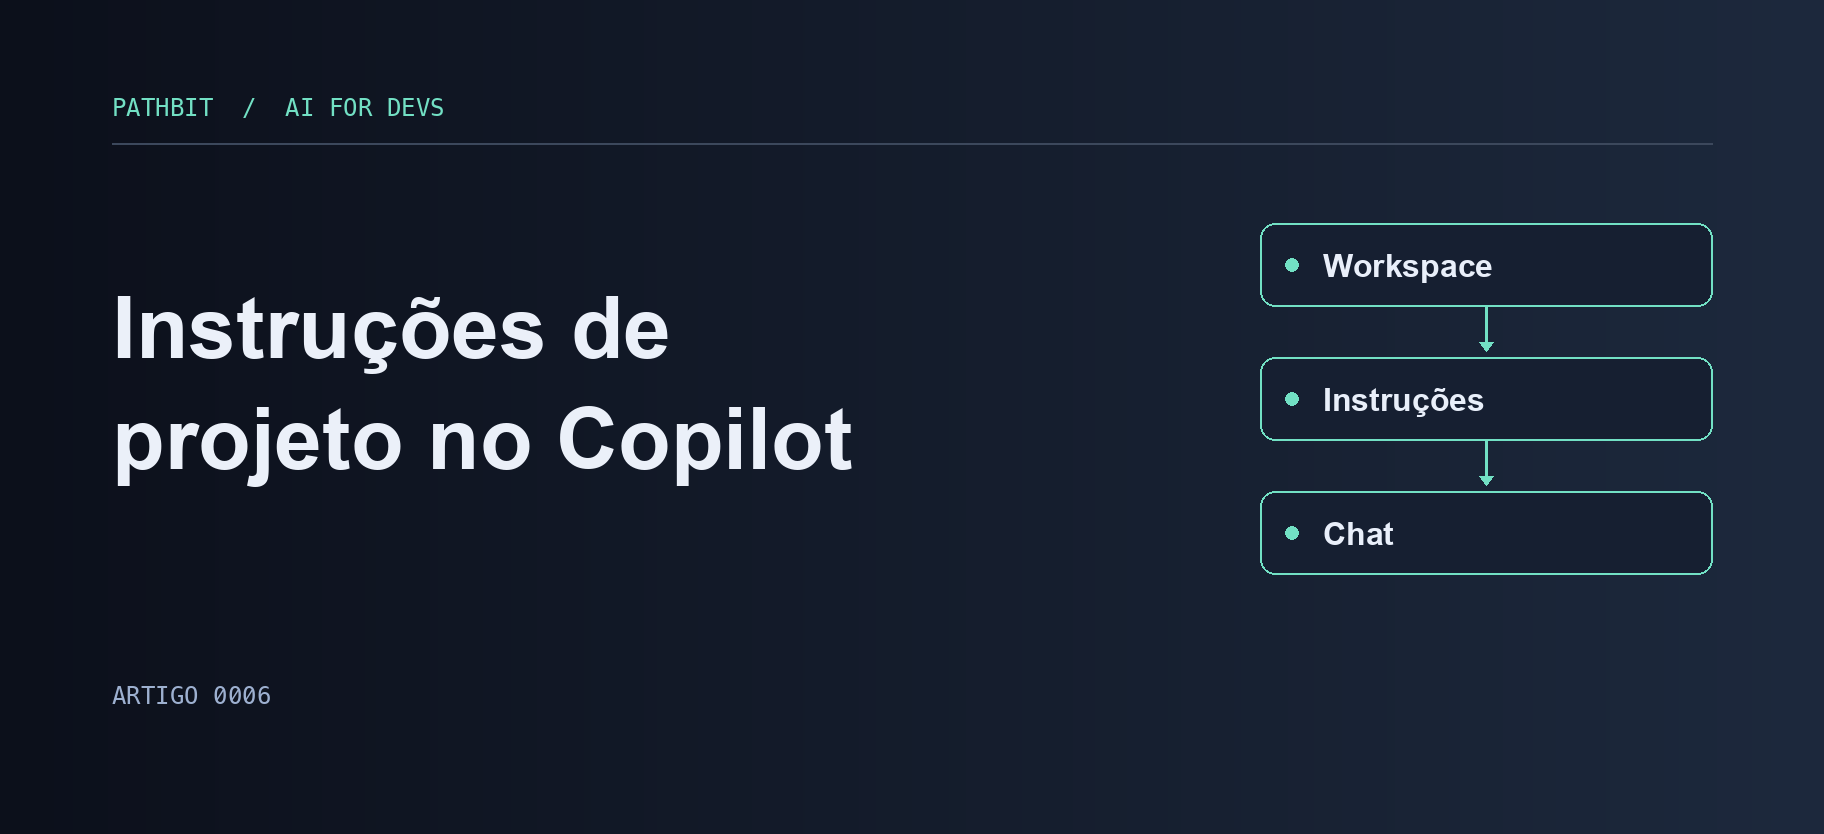 PATHBIT / AI FOR DEVS
Instruções de
projeto no Copilot
Workspace
Instruções
Chat
ARTIGO 0006